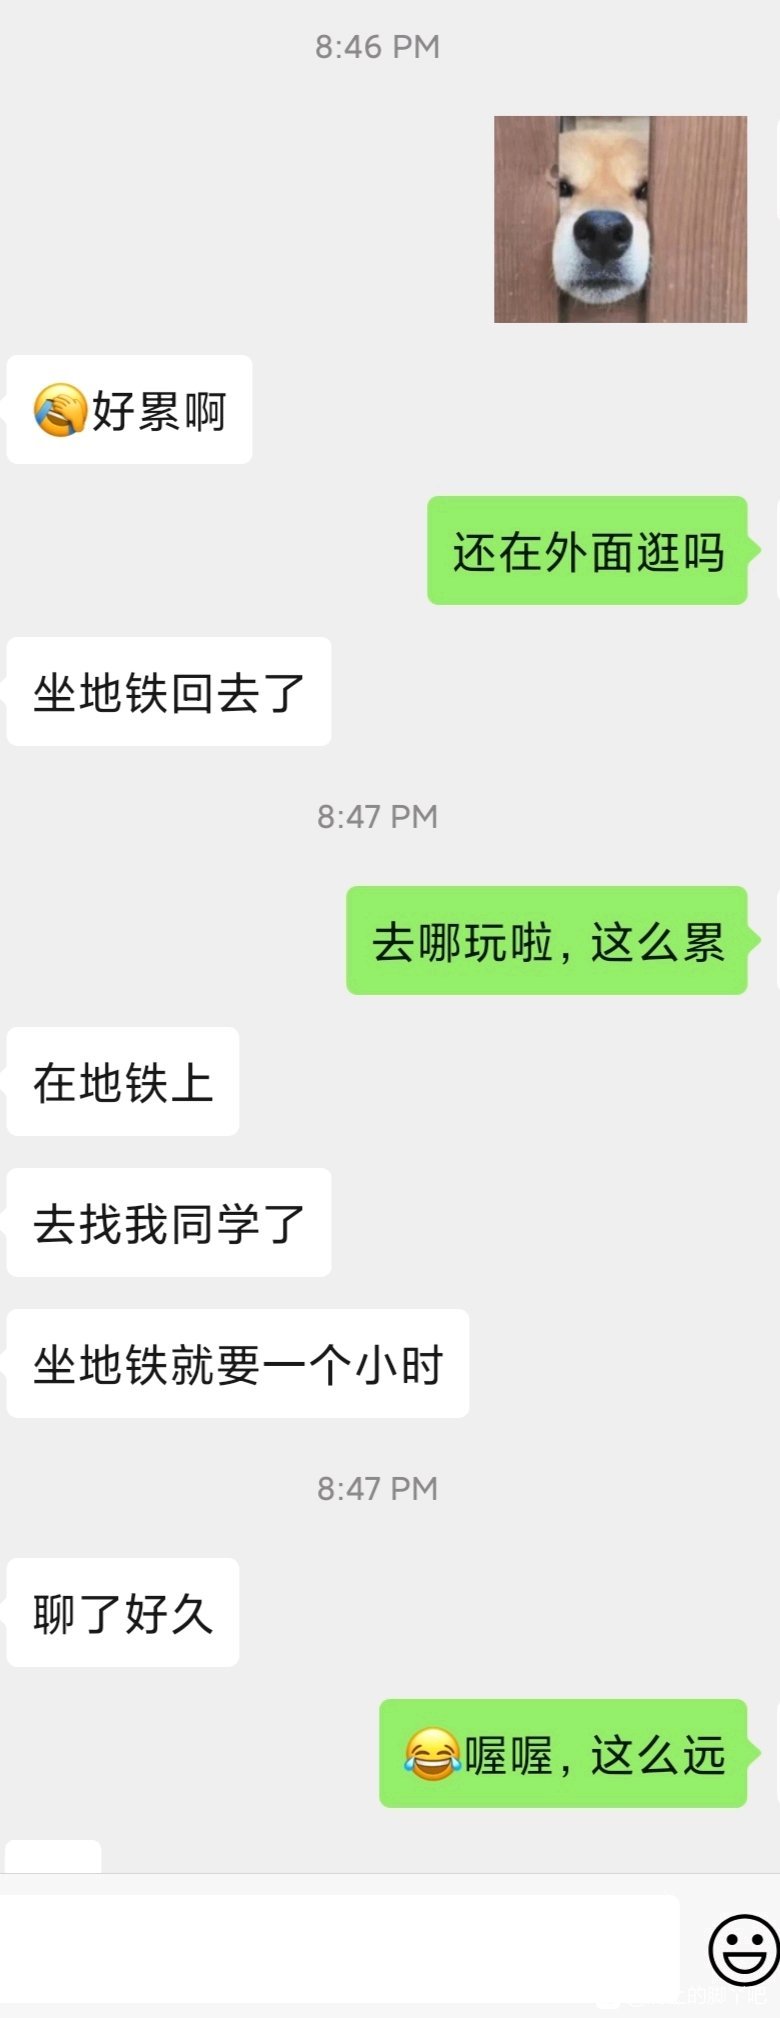 8:46 PM
🤦好累啊
还在外面逛吗
坐地铁回去了
8:47 PM
去哪玩啦，这么累
在地铁上
去找我同学了
坐地铁就要一个小时
8:47 PM
聊了好久
😂喔喔，这么远